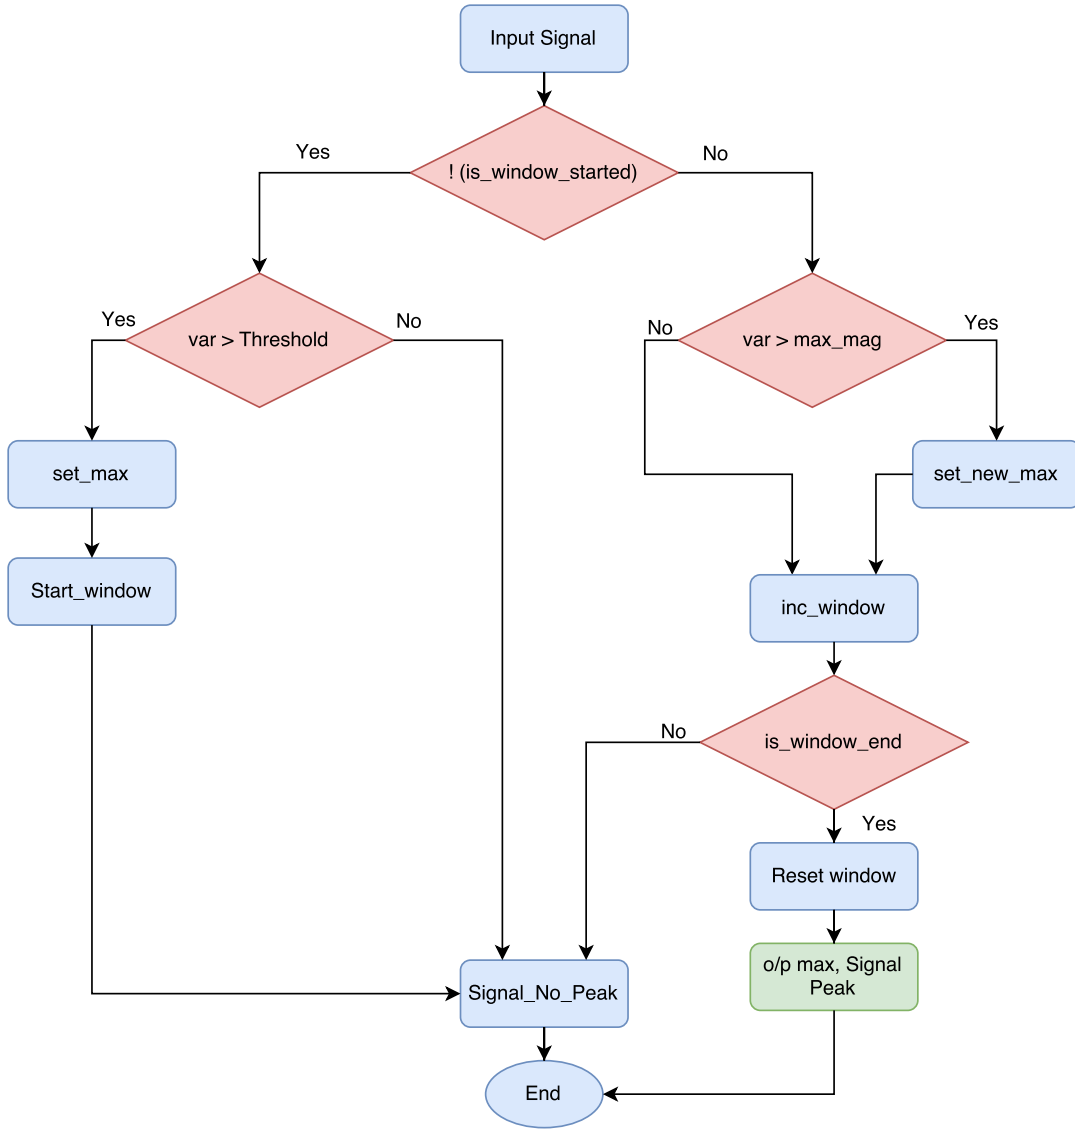 Input Signal
! (is_window_started)
Yes
No
var > Threshold
Yes
No
var > max_mag
No
Yes
set_max
set_new_max
Start_window
inc_window
is_window_end
No
Yes
Reset window
o/p max, Signal
Peak
Signal_No_Peak
End